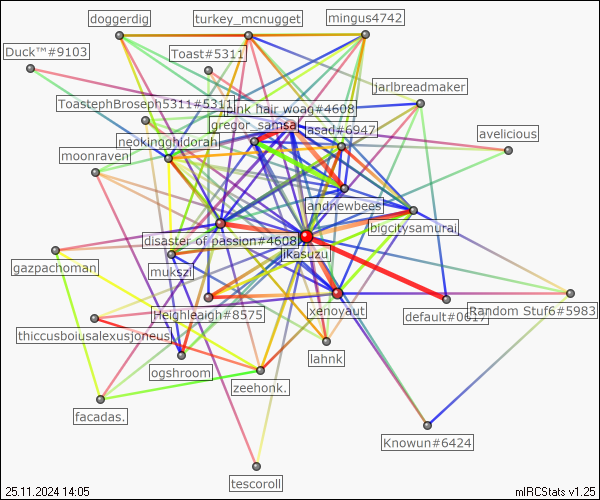 doggerdig
turkey_mcnugget
mingus4742
Duck™#9103
Toast#5311
jarlbreadmaker
ToastephBroseph5311#5311
pink hair woag#4608
gregor_samsa
asad#6947
avelicious
neokingghidorah
moonraven
andnewbees
bigcitysamurai
disaster of passion#4608
ikasuzu
gazpachoman
mukszi
Heighleaigh#8575
xenoyaut
default#0617
Random Stuf6#5983
thiccusboiusalexusjoneus
lahnk
ogshroom
zeehonk.
facadas.
Knowun#6424
tescoroll
25.11.2024 14:05
mIRCStats v1.25